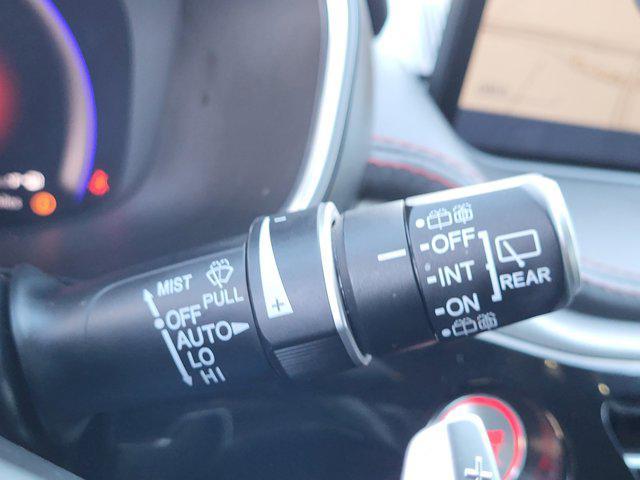 MIST
PULL
OFF
AUTO
LO
HI
− +
OFF
INT
ON
REAR
+